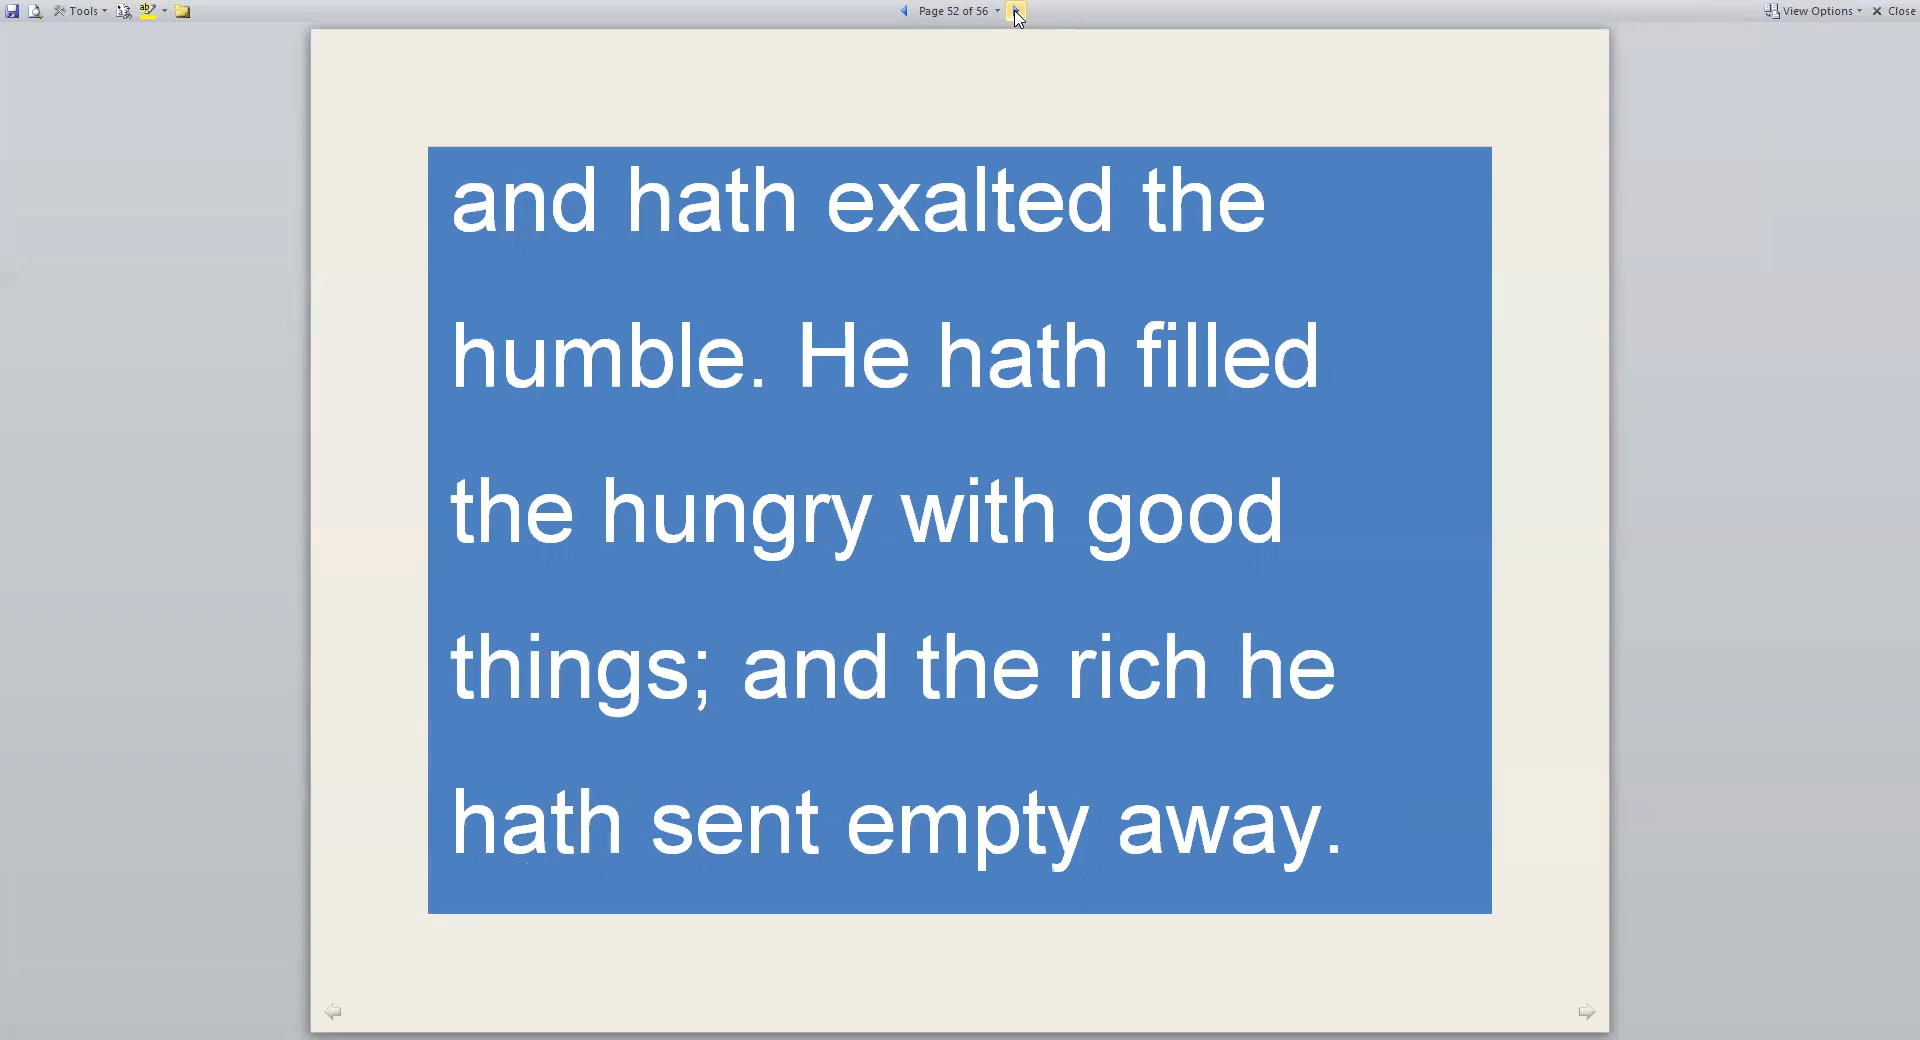 Tools
Page 52 of 56
View Options
Close
and hath exalted the
humble. He hath filled
the hungry with good
things; and the rich he
hath sent empty away.